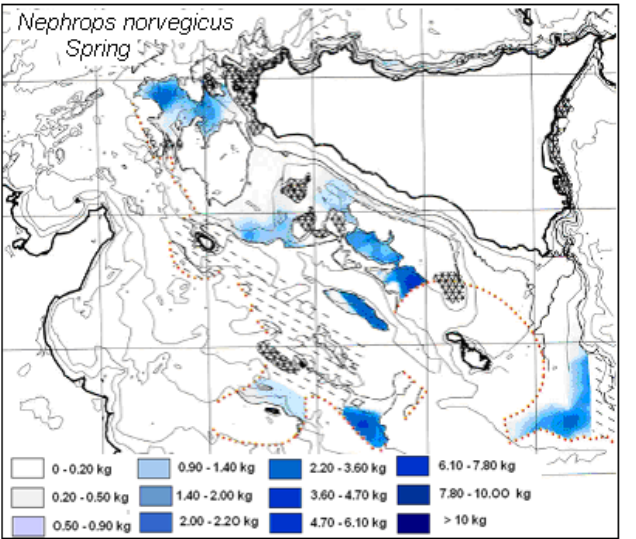 Nephrops norvegicus
Spring
0 - 0.20 kg
0.90 - 1.40 kg
2.20 - 3.60 kg
6.10 - 7.80 kg
0.20 - 0.50 kg
1.40 - 2.00 kg
3.60 - 4.70 kg
7.80 - 10.OO kg
0.50 - 0.90 kg
2.00 - 2.20 kg
4.70 - 6.10 kg
> 10 kg